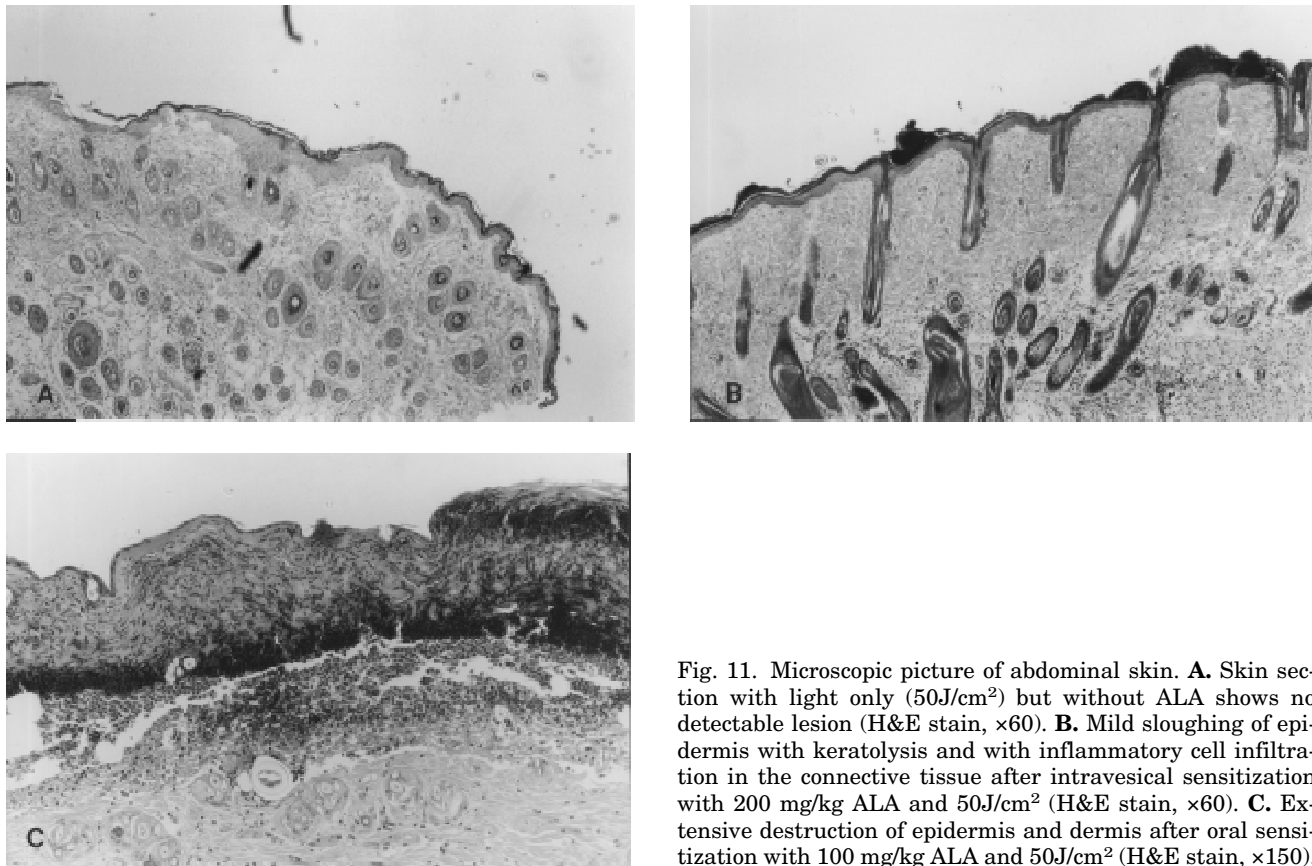 A
B
C
Fig. 11. Microscopic picture of abdominal skin. A. Skin sec-
tion with light only (50J/cm²) but without ALA shows no
detectable lesion (H&E stain, ×60). B. Mild sloughing of epi-
dermis with keratolysis and with inflammatory cell infiltra-
tion in the connective tissue after intravesical sensitization
with 200 mg/kg ALA and 50J/cm² (H&E stain, ×60). C. Ex-
tensive destruction of epidermis and dermis after oral sensi-
tization with 100 mg/kg ALA and 50J/cm² (H&E stain, ×150)